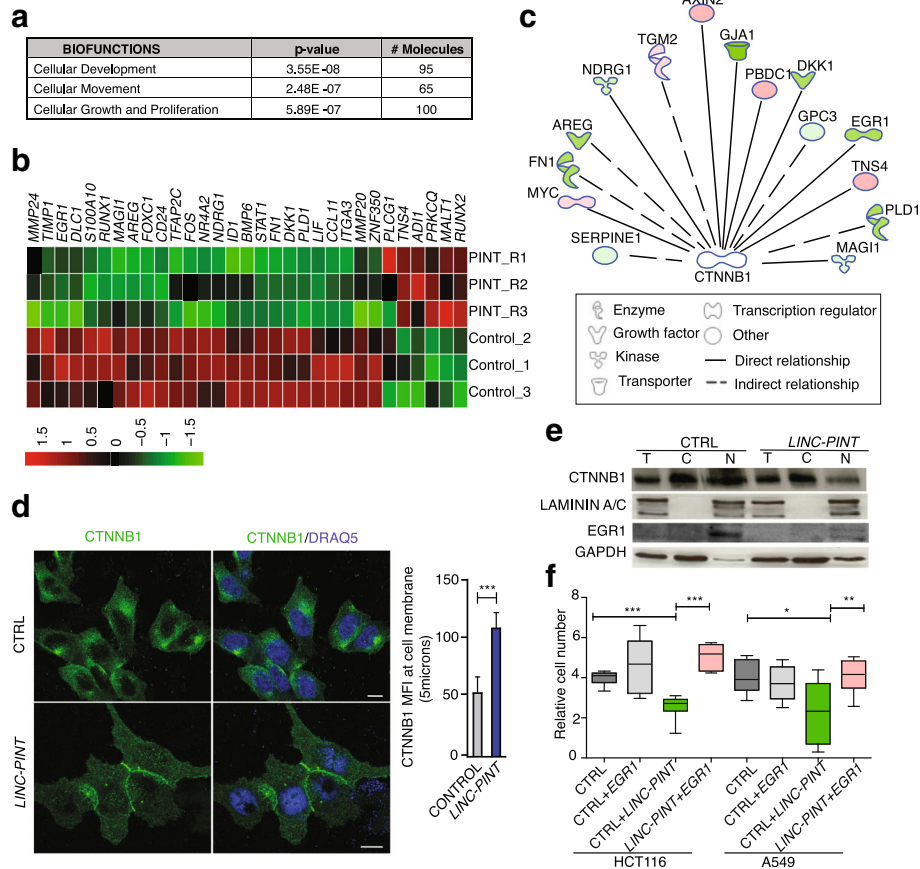 a
BIOFUNCTIONS p-value # Molecules
Cellular Development 3.55E-08 95
Cellular Movement 2.48E-07 65
Cellular Growth and Proliferation 5.89E-07 100
b
MMP24 TIMP1 EGR1 DLC1 S100A10 RUNX1 MAGI1 AREG FOXC1 CD24 TFAP2C FOS NR4A2 NDRG1 ID1 BMP6 STAT1 FN1 DKK1 PLD1 LIF CCL11 ITGA3 MMP20 ZNF350 PLCG1 TNS4 ADI1 PRKCQ MALT1 RUNX2
PINT_R1
PINT_R2
PINT_R3
Control_2
Control_1
Control_3
1.5 1 0.5 0 -0.5 -1 -1.5
c
AXIN2
TGM2 GJA1
NDRG1 PBDC1 DKK1
AREG GPC3 EGR1
FN1 TNS4
MYC PLD1
SERPINE1 MAGI1
CTNNB1
Enzyme Transcription regulator
Growth factor Other
Kinase Direct relationship
Transporter Indirect relationship
d
CTNNB1 CTNNB1/DRAQ5
CTRL
LINC-PINT
CTNNB1 MFI at cell membrane
(5microns)
150
100
50
0
***
CONTROL
LINC-PINT
e
CTRL LINC-PINT
T C N T C N
CTNNB1
LAMININ A/C
EGR1
GAPDH
f
Relative cell number
8
6
4
2
0
*** *** * **
CTRL
CTRL+EGR1
CTRL+LINC-PINT
LINC-PINT+EGR1
CTRL
CTRL+EGR1
CTRL+LINC-PINT
LINC-PINT+EGR1
HCT116 A549